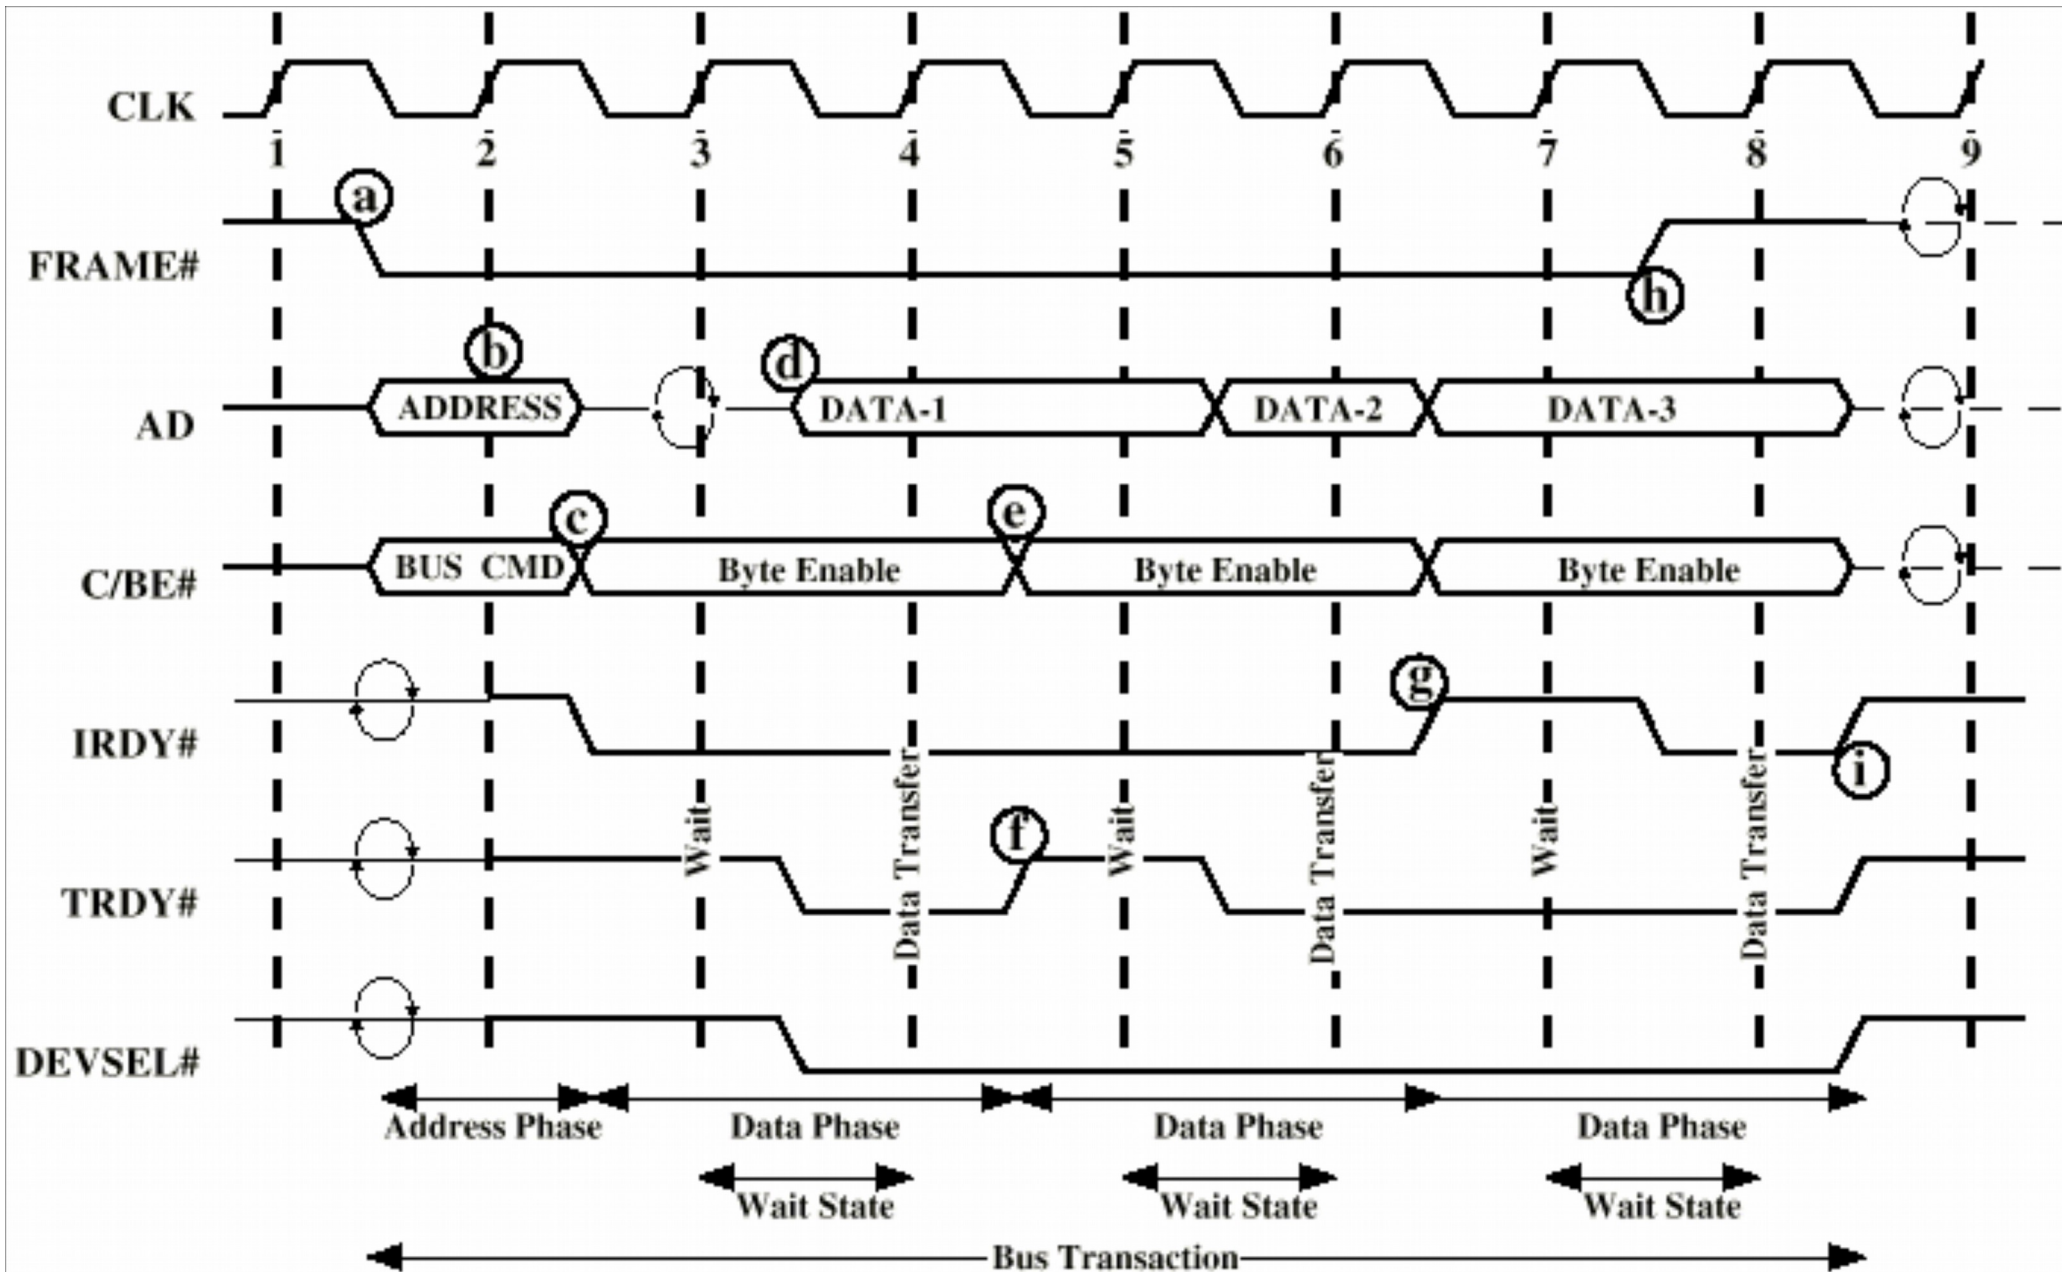 CLK
1 2 3 4 5 6 7 8 9
a
FRAME#
h
b
d
AD
ADDRESS DATA-1 DATA-2 DATA-3
c e
C/BE#
BUS CMD Byte Enable Byte Enable Byte Enable
g
IRDY#
i
f
Wait
Data Transfer
Wait
Data Transfer
Wait
Data Transfer
TRDY#
DEVSEL#
Address Phase Data Phase Data Phase Data Phase
Wait State Wait State Wait State
Bus Transaction